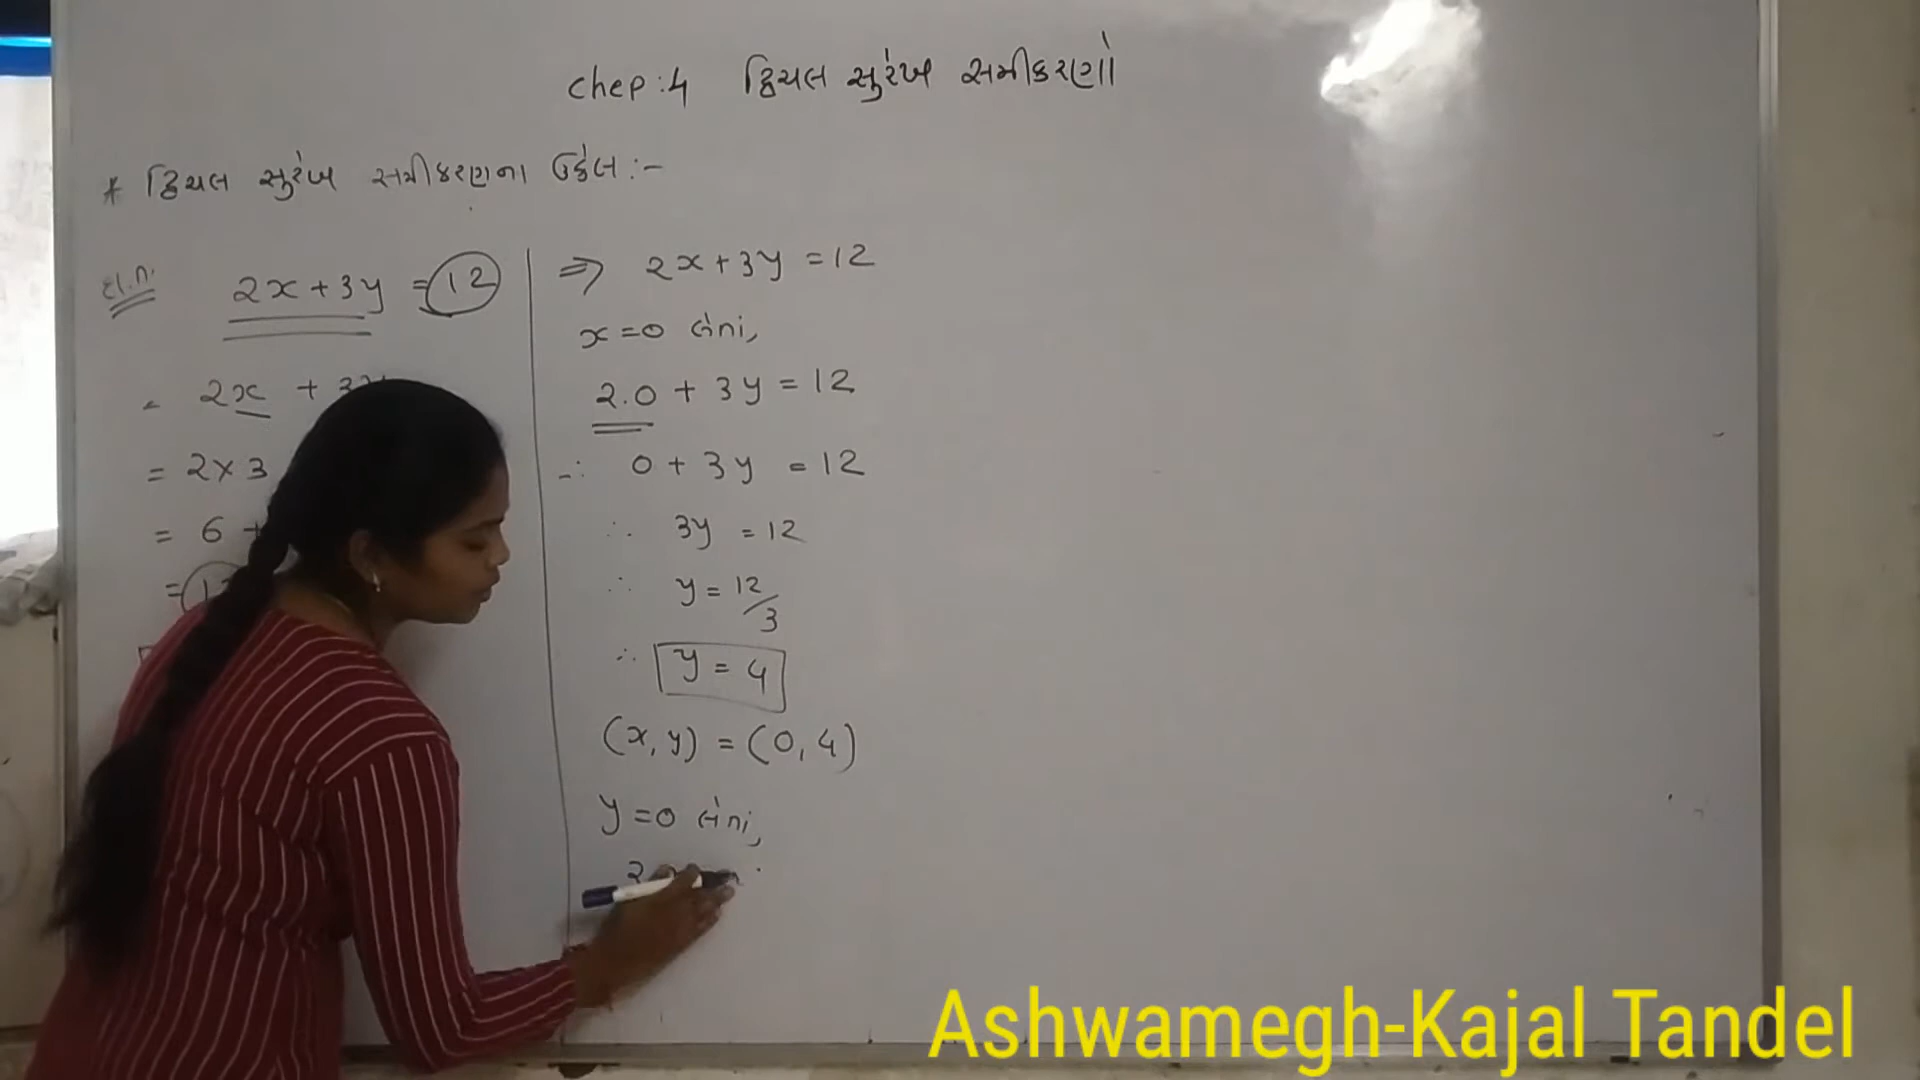 Chep:4 દ્વિચલ સુરેખ સમીકરણો
* દ્વિચલ સુરેખ સમીકરણના ઉકેલ :-
દા.ત. 2x + 3y = 12
2x + 3
= 2 x 3
= 6 +
=
⇒ 2x + 3y = 12
x = 0 લેતાં,
2.0 + 3y = 12
∴ 0 + 3y = 12
∴ 3y = 12
∴ y = 12/3
∴ y = 4
(x, y) = (0, 4)
y = 0 લેતાં,
2
Ashwamegh-Kajal Tandel